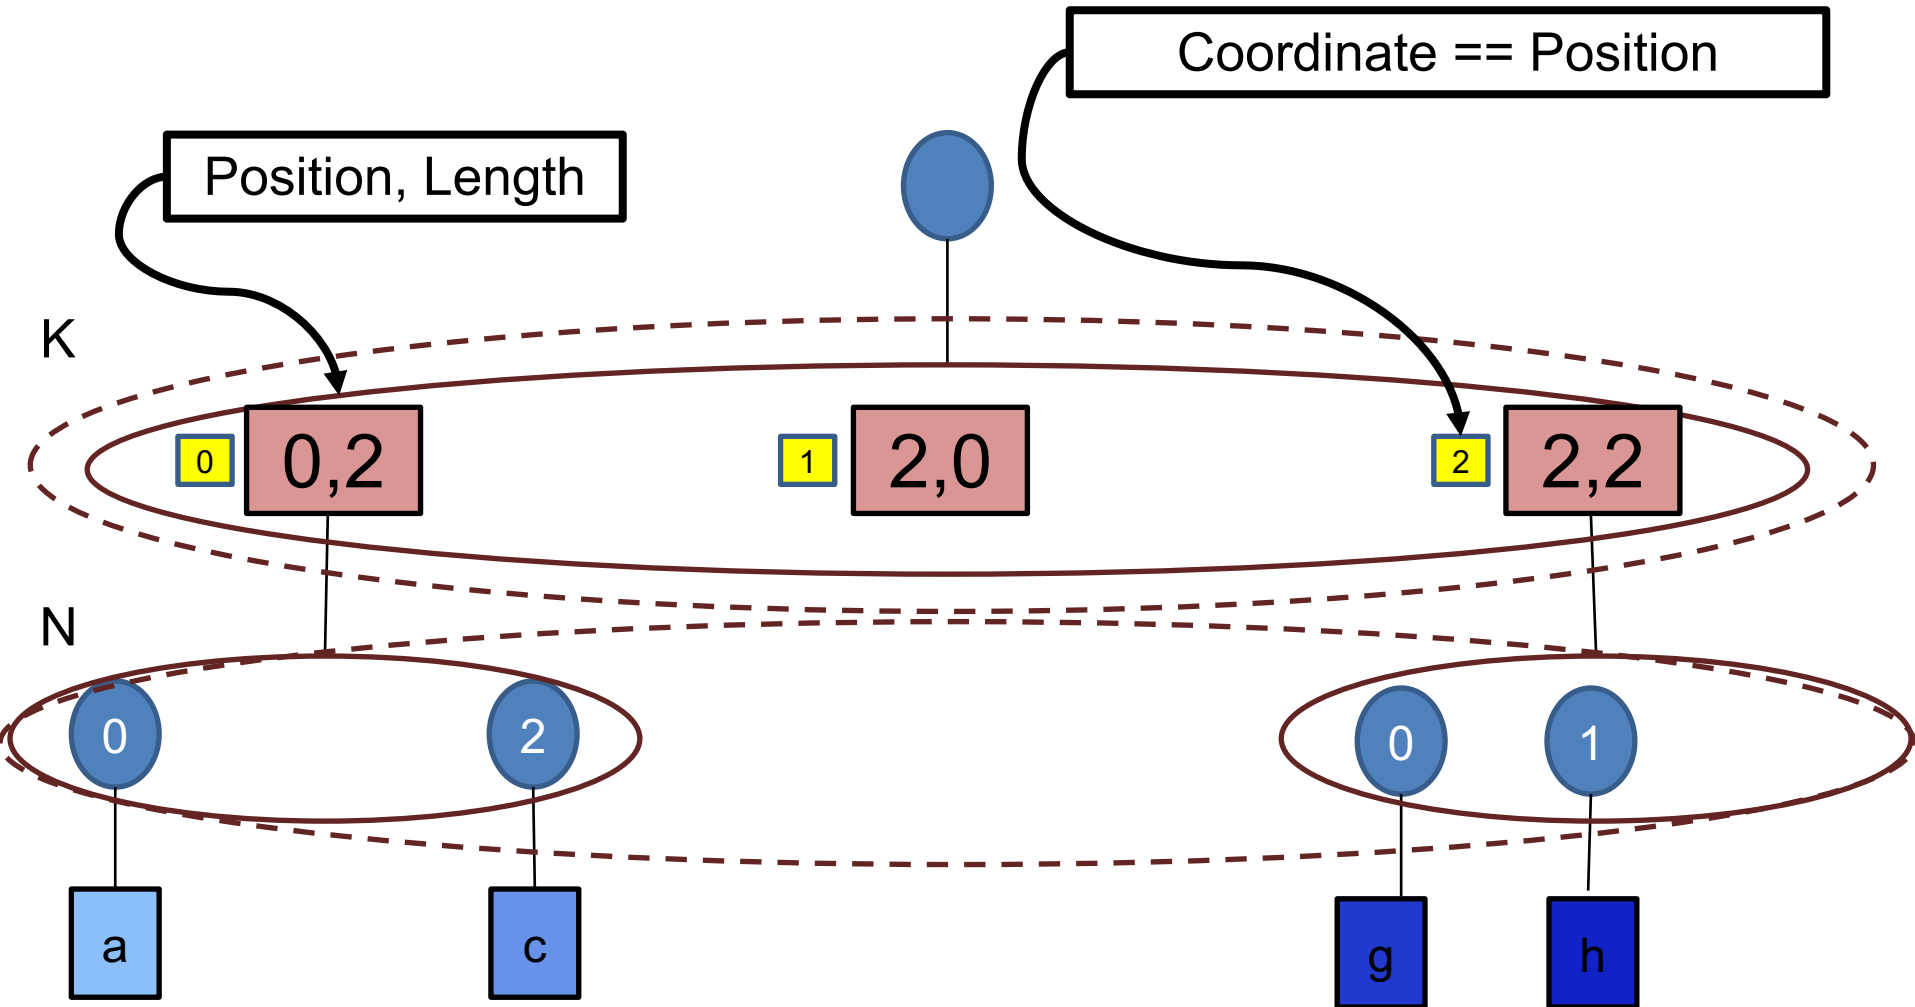 Coordinate == Position
Position, Length
K
0
0,2
1
2,0
2
2,2
N
0
2
0
1
a
c
g
h